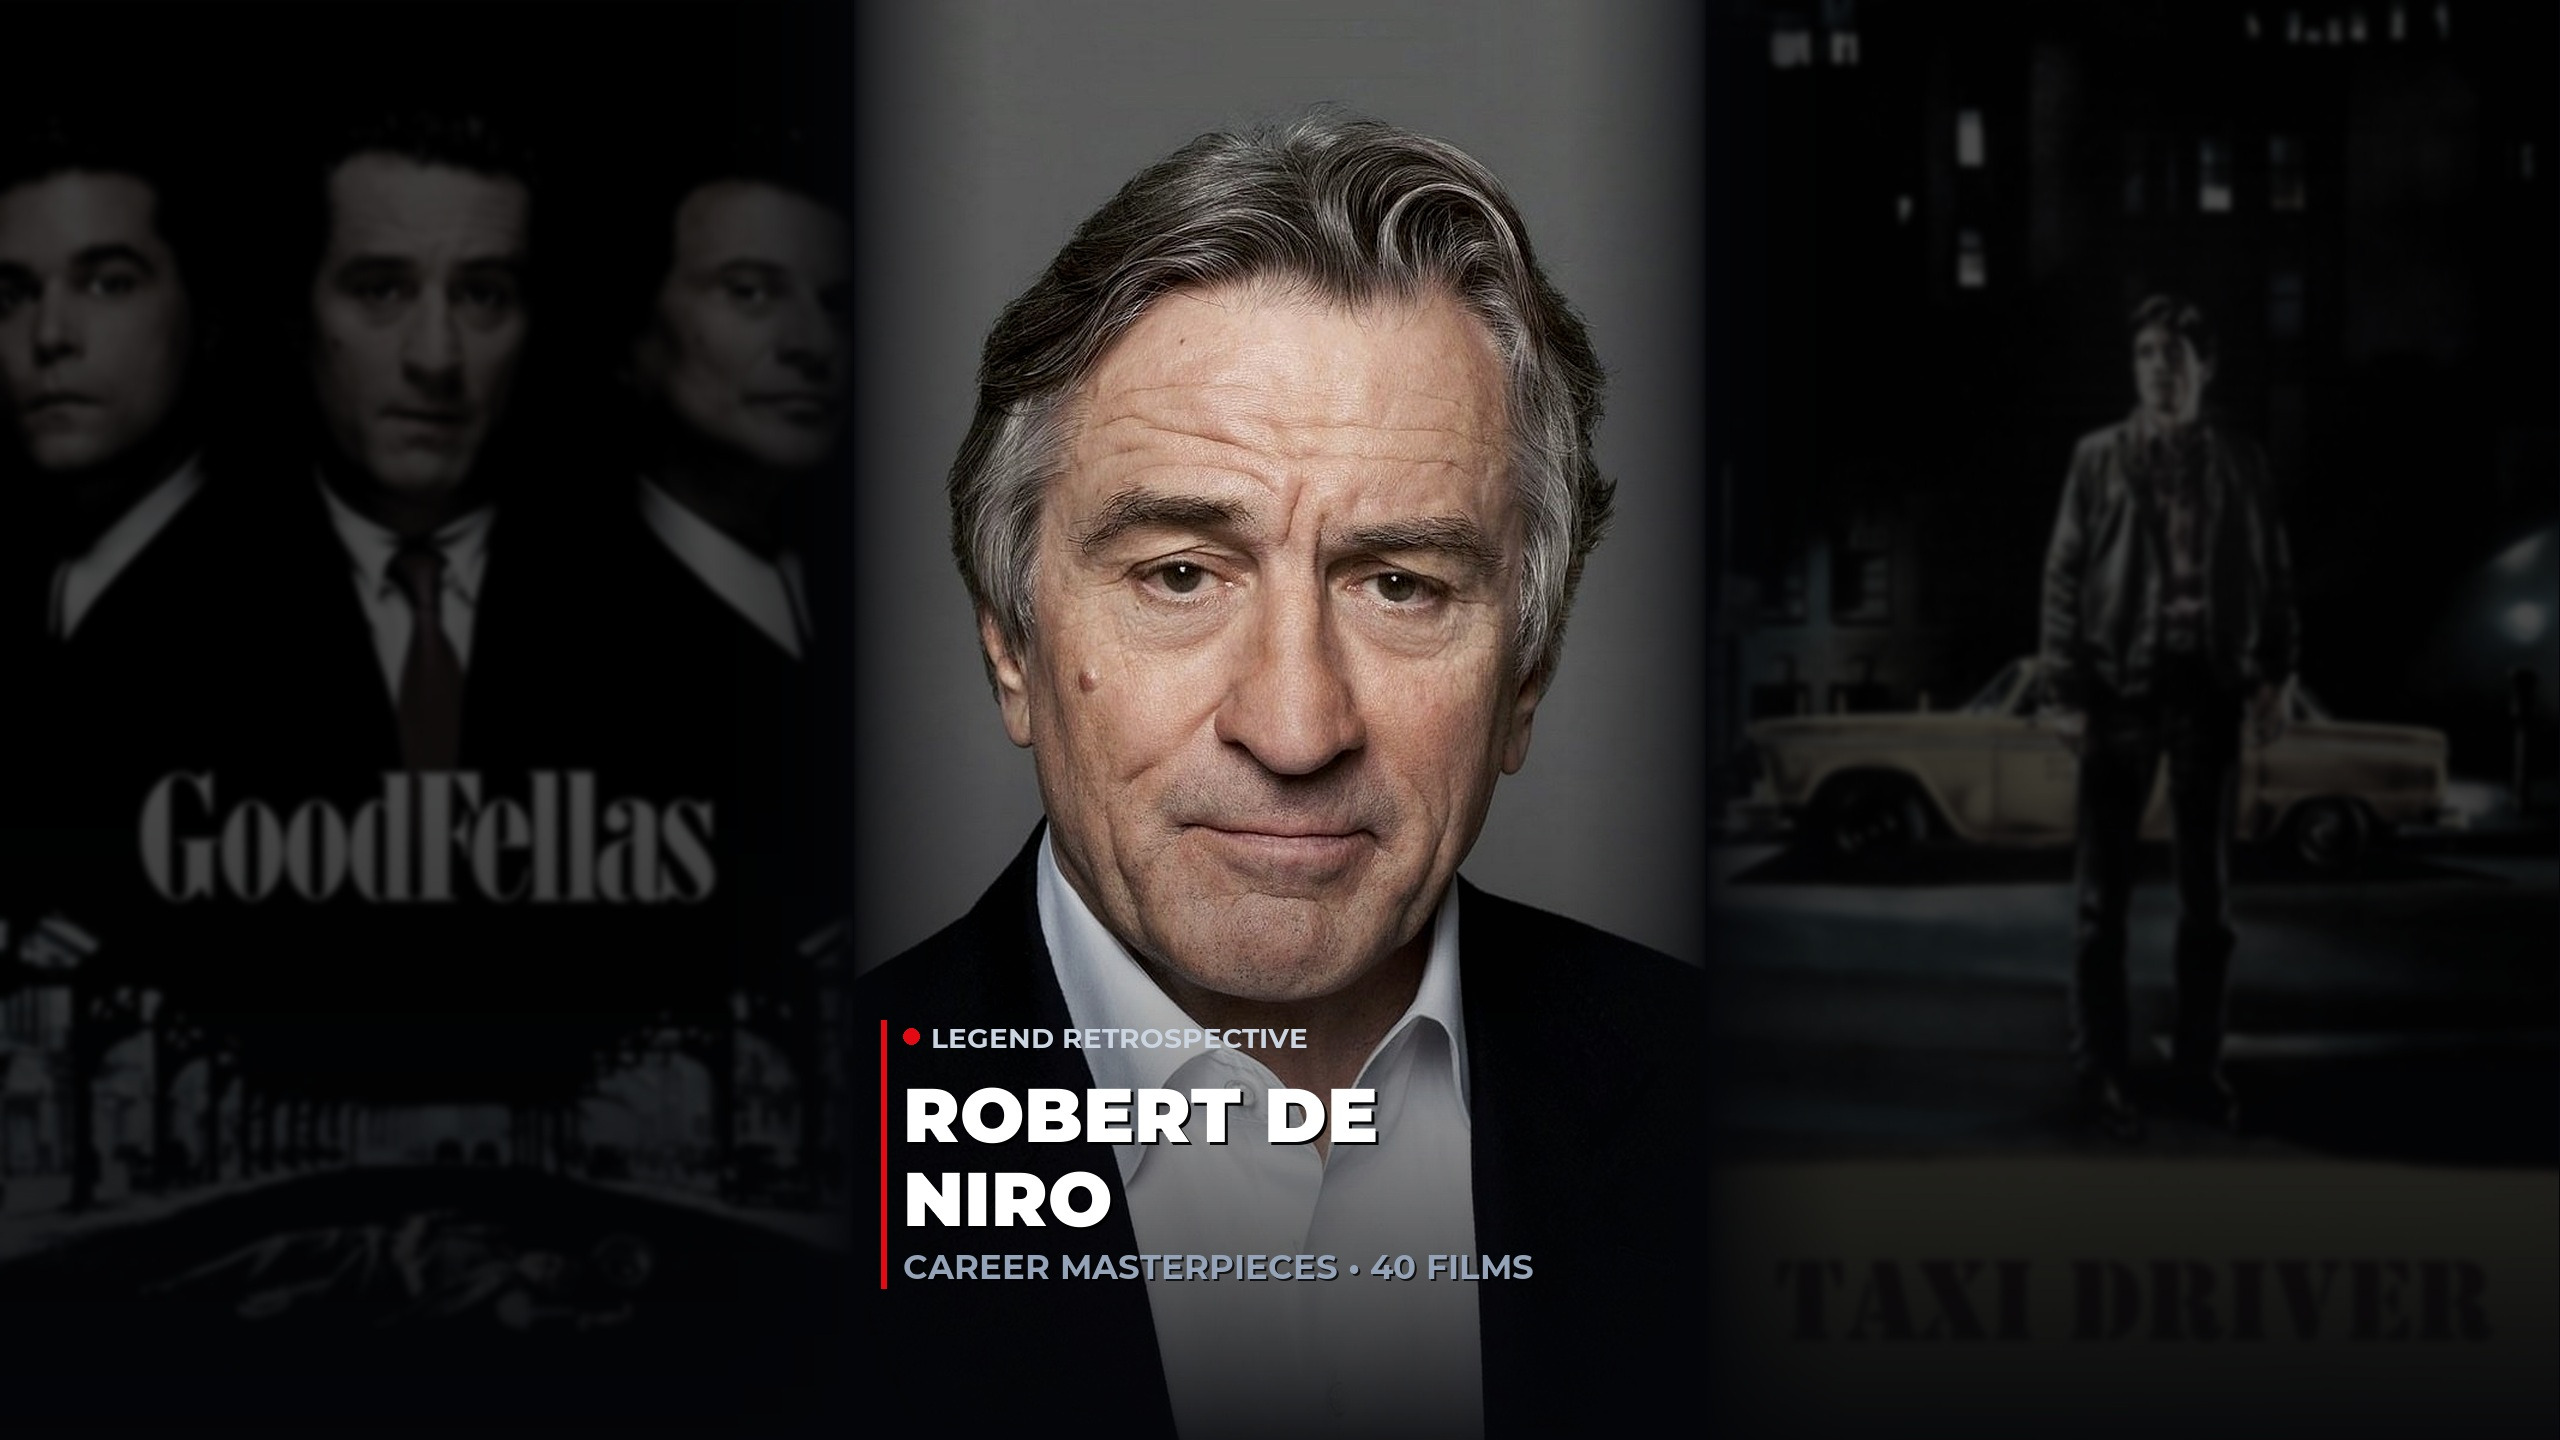 GoodFellas
LEGEND RETROSPECTIVE
ROBERT DE
NIRO
CAREER MASTERPIECES • 40 FILMS
TAXI DRIVER